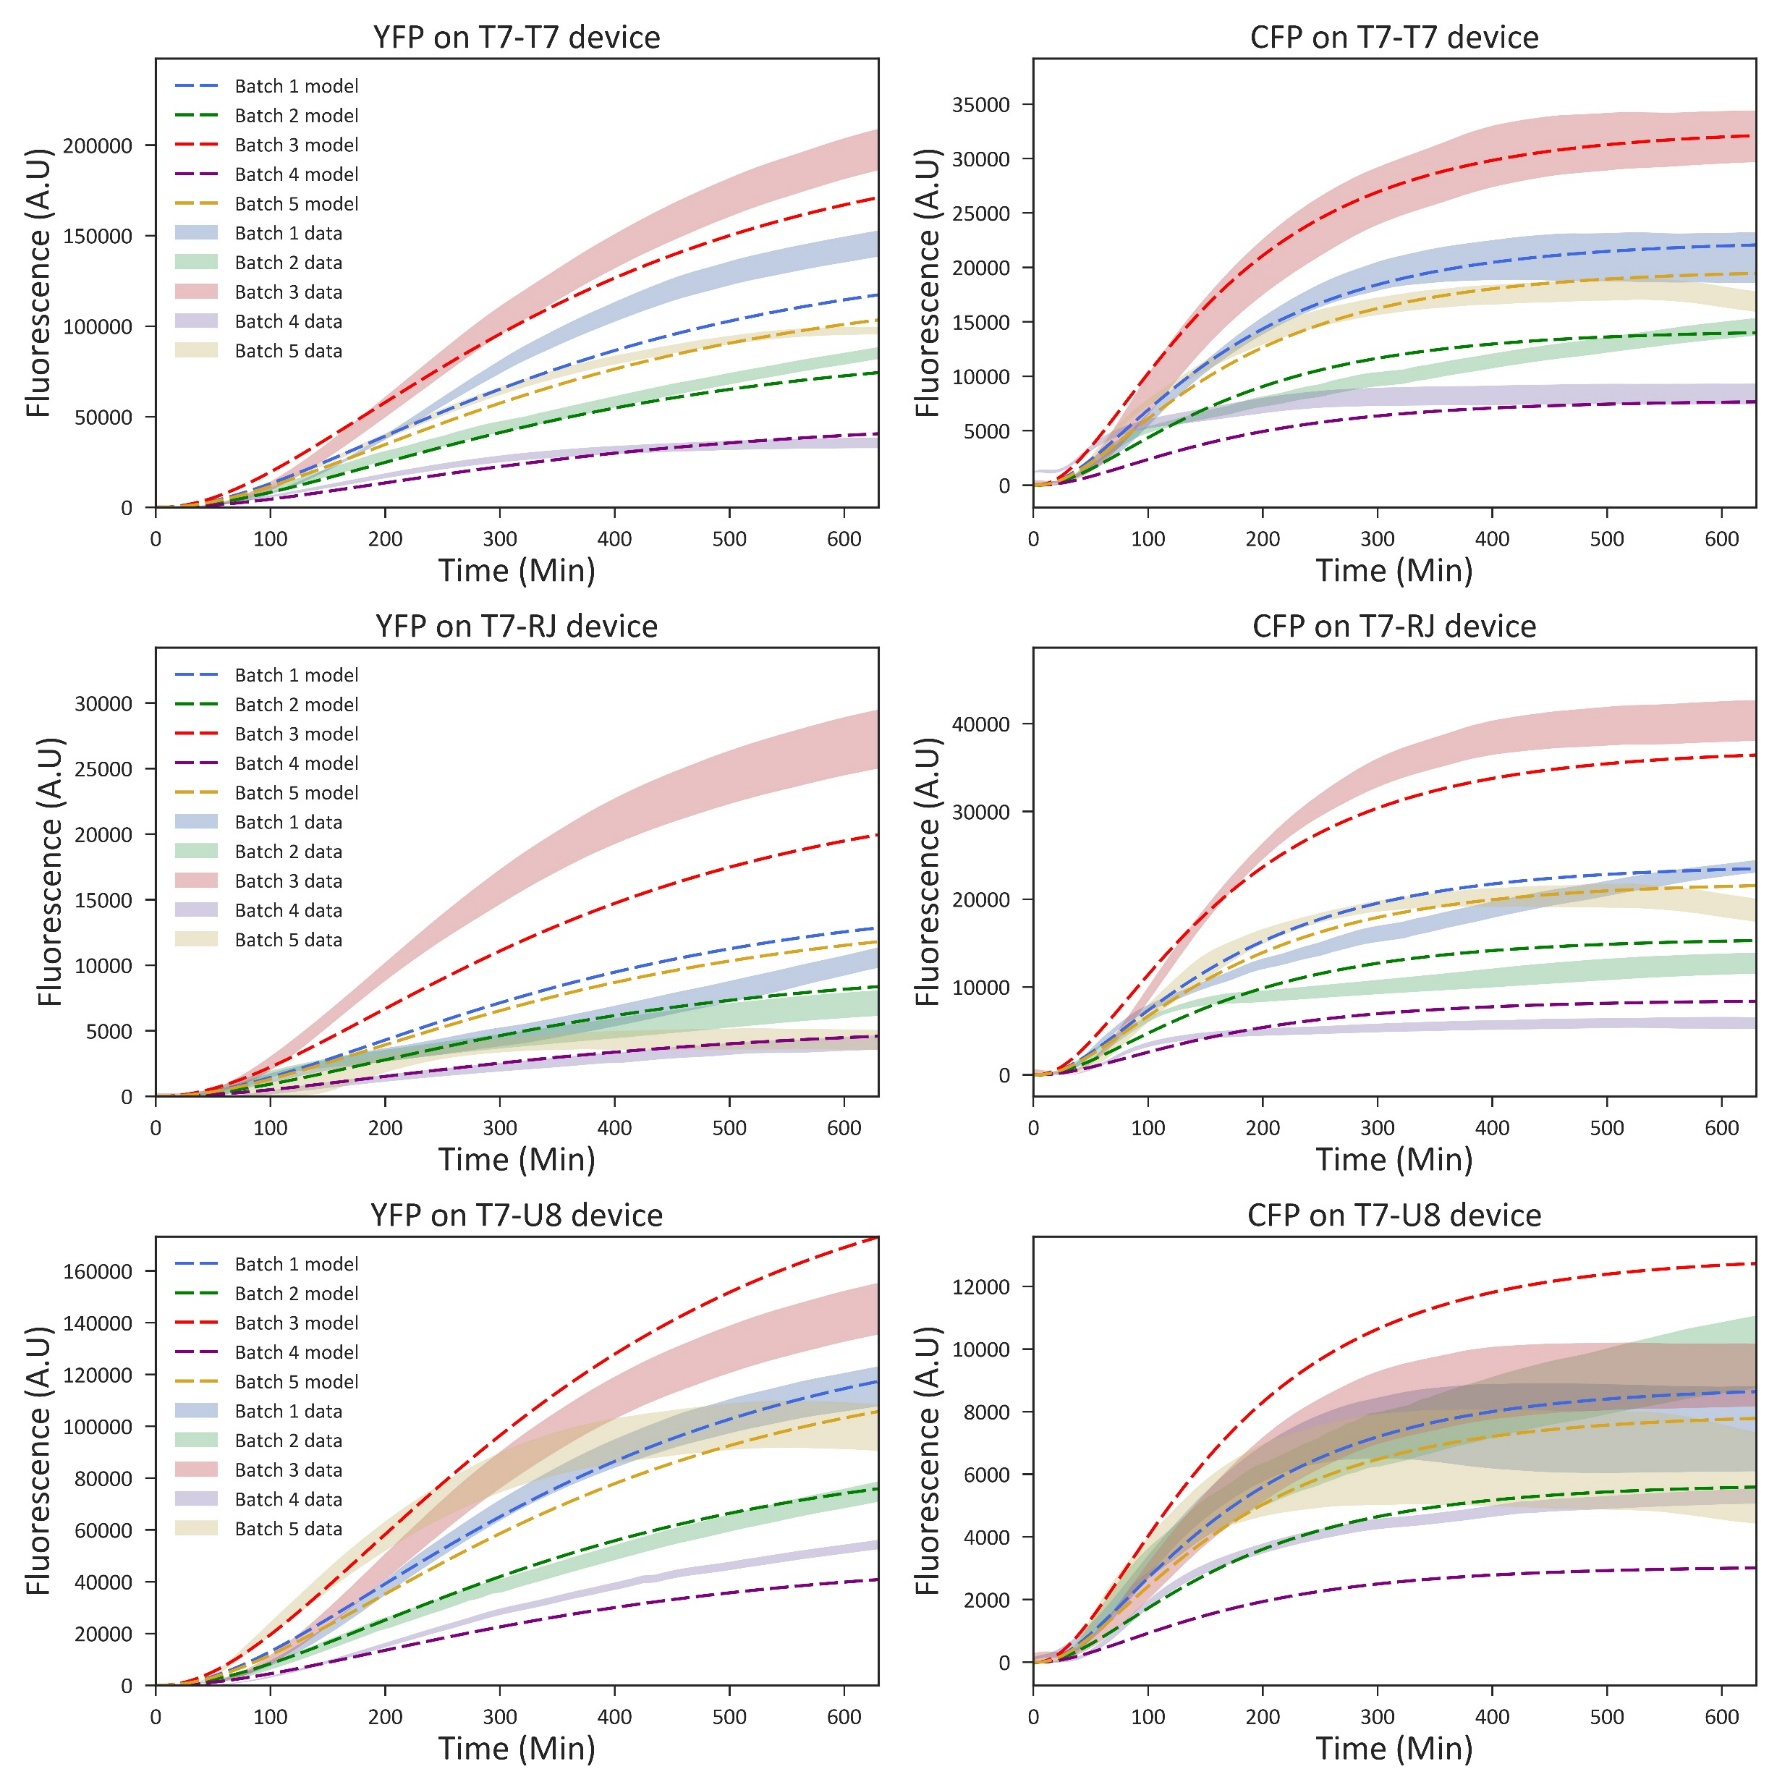 YFP on T7-T7 device
Fluorescence (A.U)
200000
150000
100000
50000
0
Batch 1 model
Batch 2 model
Batch 3 model
Batch 4 model
Batch 5 model
Batch 1 data
Batch 2 data
Batch 3 data
Batch 4 data
Batch 5 data
0 100 200 300 400 500 600
Time (Min)
CFP on T7-T7 device
Fluorescence (A.U)
35000
30000
25000
20000
15000
10000
5000
0
0 100 200 300 400 500 600
Time (Min)
YFP on T7-RJ device
Fluorescence (A.U)
30000
25000
20000
15000
10000
5000
0
Batch 1 model
Batch 2 model
Batch 3 model
Batch 4 model
Batch 5 model
Batch 1 data
Batch 2 data
Batch 3 data
Batch 4 data
Batch 5 data
0 100 200 300 400 500 600
Time (Min)
CFP on T7-RJ device
Fluorescence (A.U)
40000
30000
20000
10000
0
0 100 200 300 400 500 600
Time (Min)
YFP on T7-U8 device
Fluorescence (A.U)
160000
140000
120000
100000
80000
60000
40000
20000
0
Batch 1 model
Batch 2 model
Batch 3 model
Batch 4 model
Batch 5 model
Batch 1 data
Batch 2 data
Batch 3 data
Batch 4 data
Batch 5 data
0 100 200 300 400 500 600
Time (Min)
CFP on T7-U8 device
Fluorescence (A.U)
12000
10000
8000
6000
4000
2000
0
0 100 200 300 400 500 600
Time (Min)